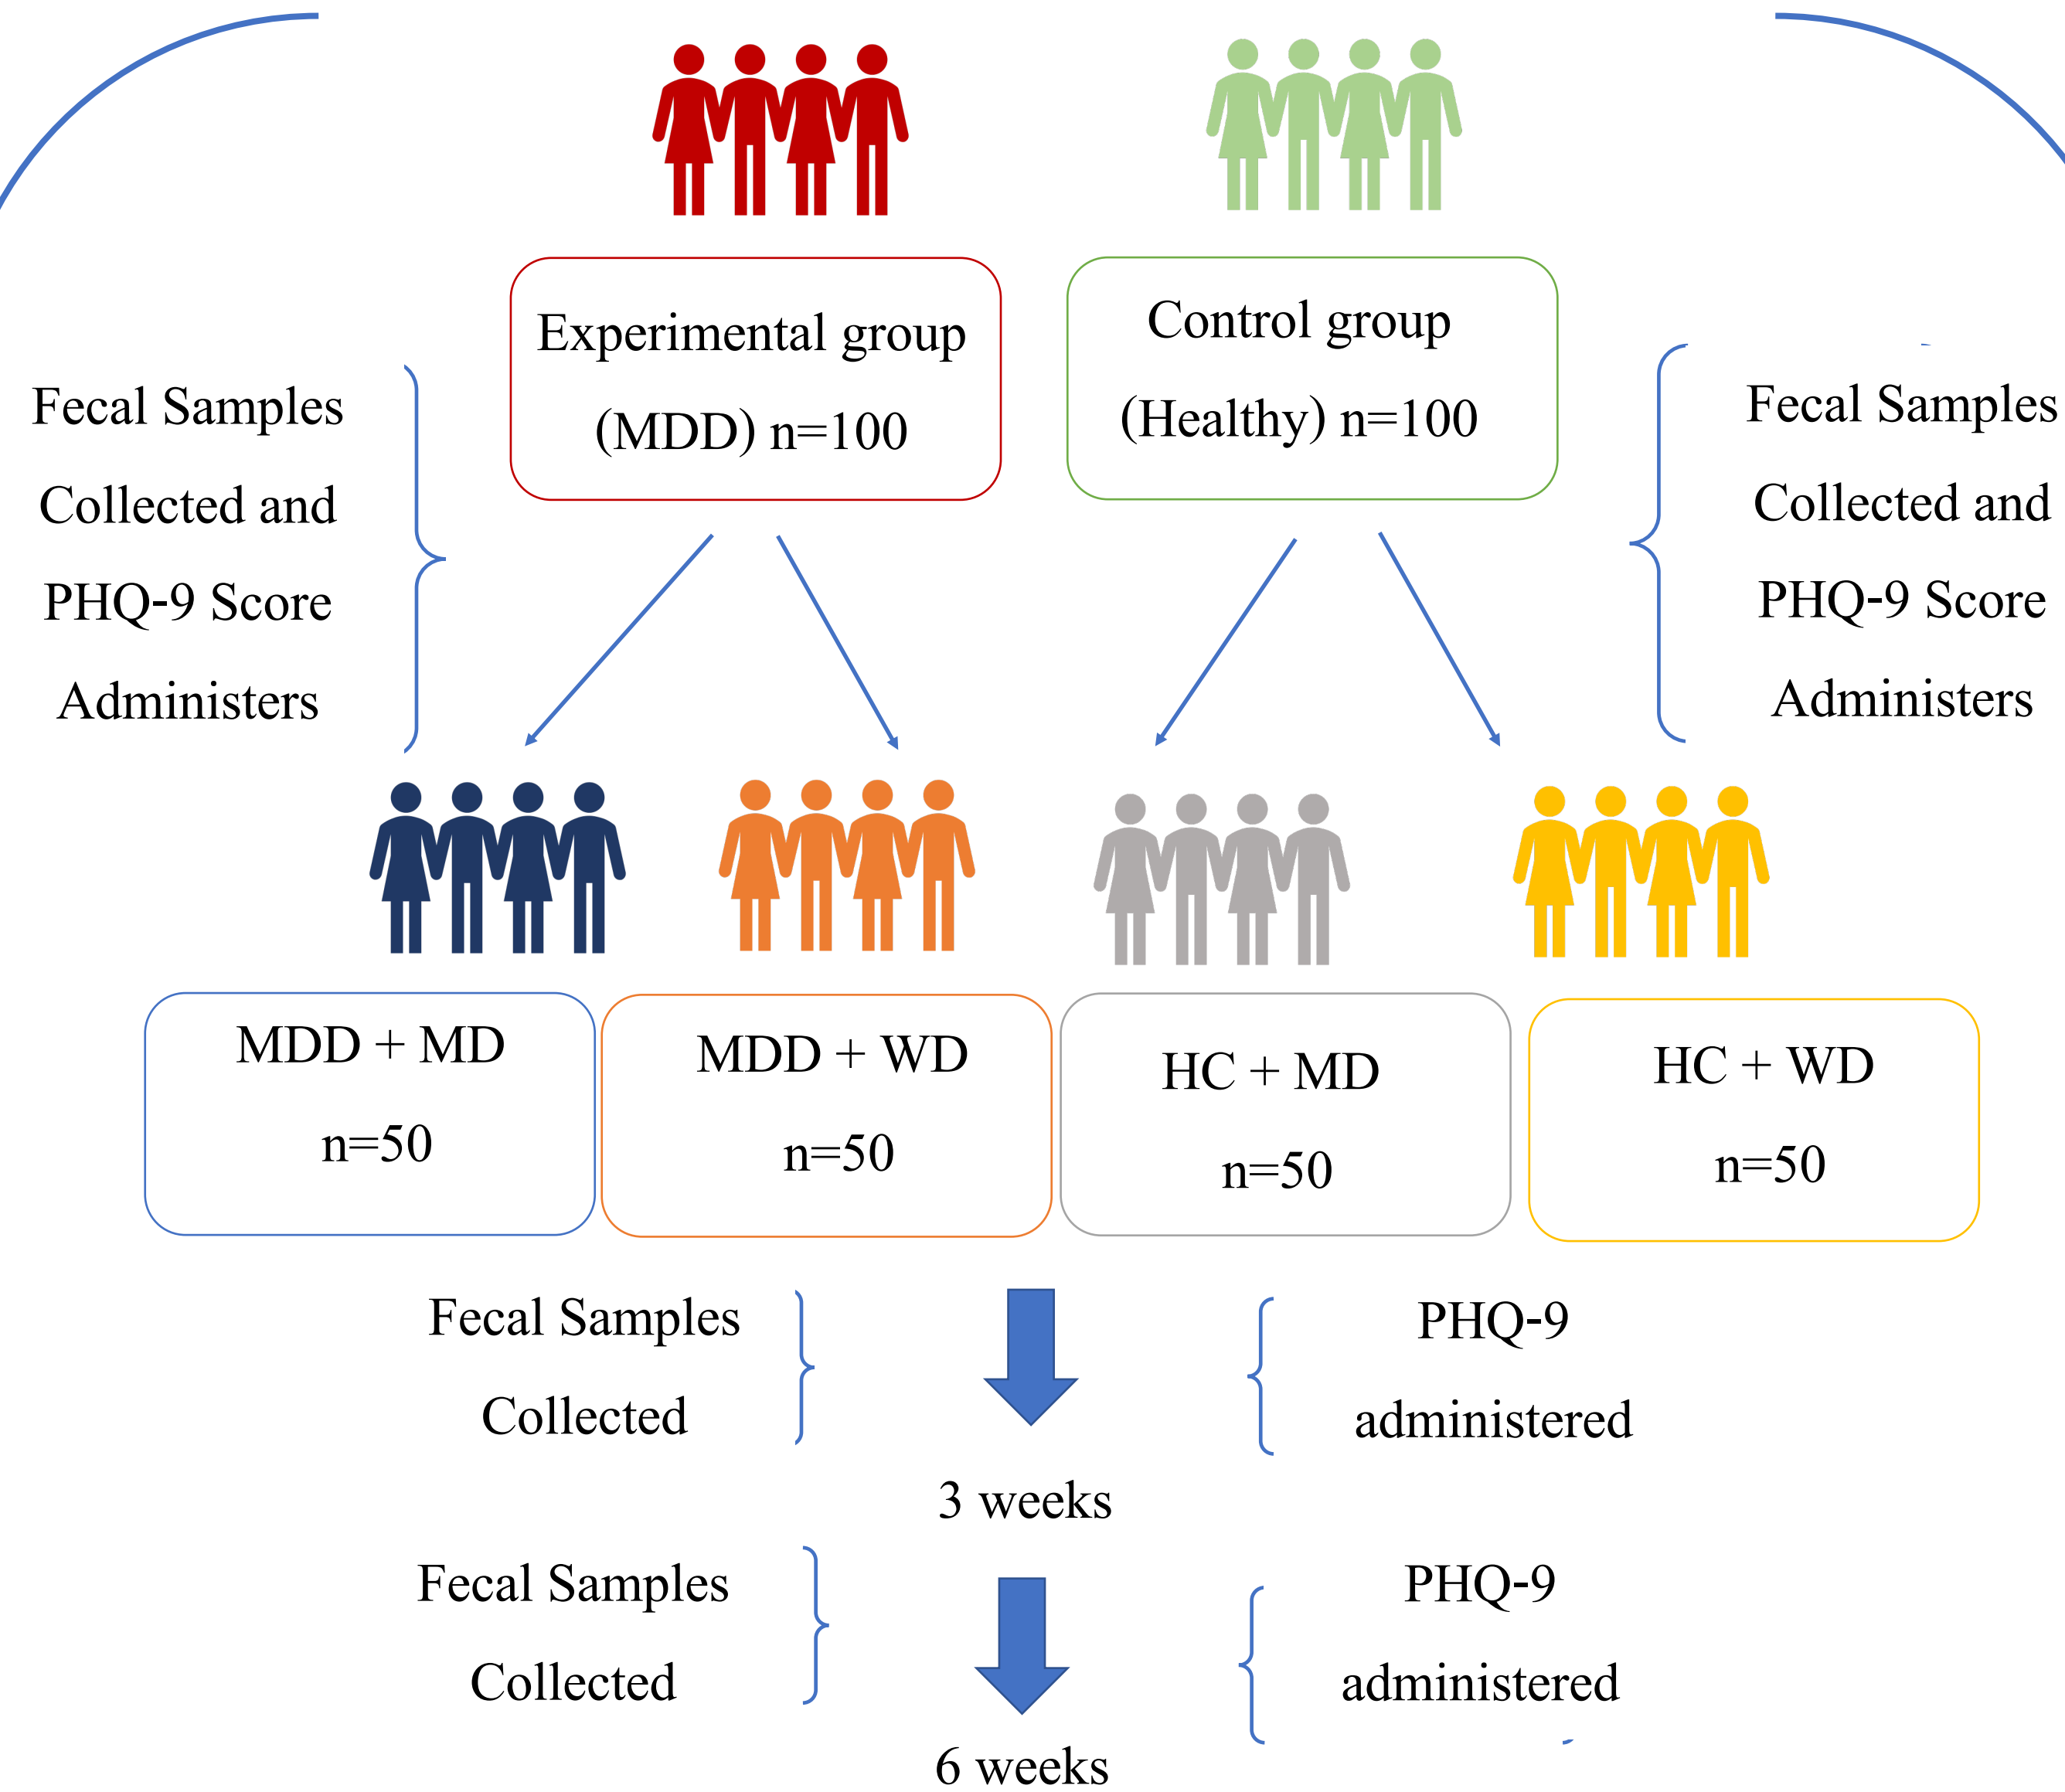 Experimental group
(MDD) n=100
Control group
(Healthy) n=100
Fecal Samples
Collected and
PHQ-9 Score
Administers
Fecal Samples
Collected and
PHQ-9 Score
Administers
MDD + MD
n=50
MDD + WD
n=50
HC + MD
n=50
HC + WD
n=50
Fecal Samples
Collected
PHQ-9
administered
3 weeks
Fecal Samples
Collected
PHQ-9
administered
6 weeks